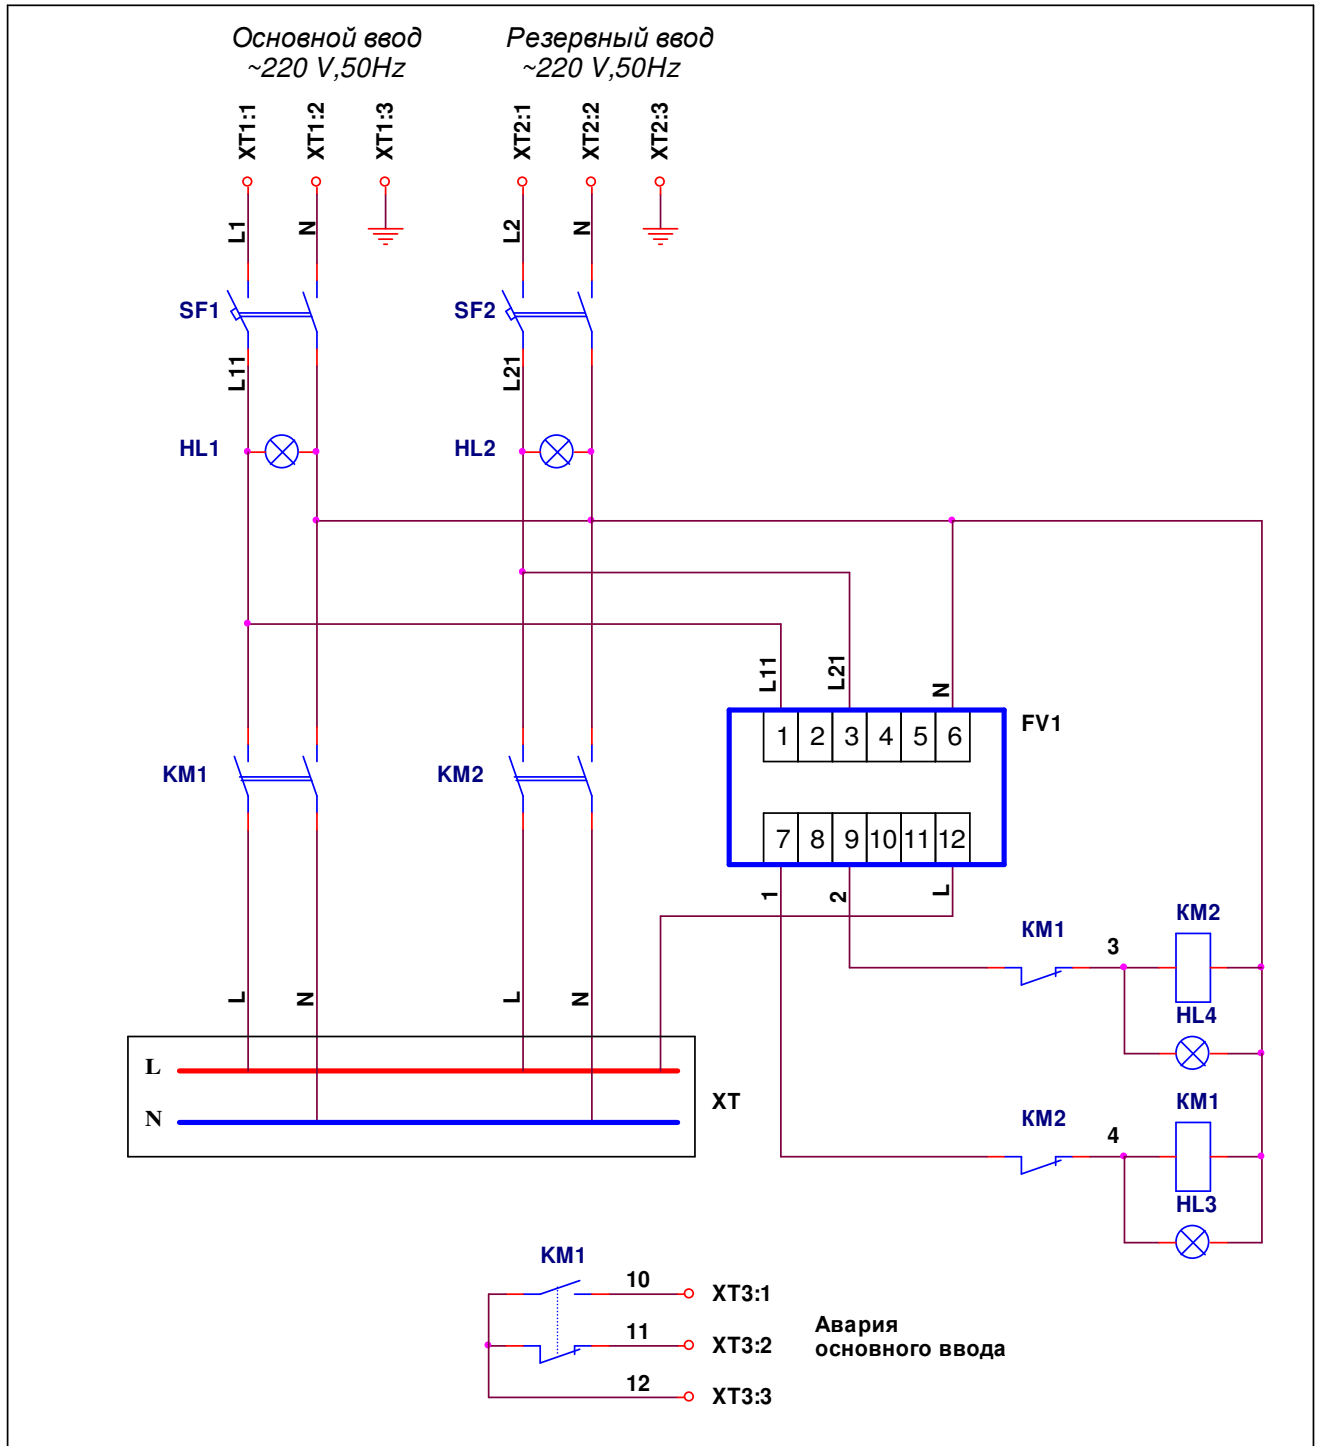 Основной ввод
~220 V,50Hz
Резервный ввод
~220 V,50Hz
XT1:1
XT1:2
XT1:3
XT2:1
XT2:2
XT2:3
L1
N
L2
N
SF1
SF2
L11
L21
HL1
HL2
L11
L21
N
FV1
1 2 3 4 5 6
KM1
KM2
7 8 9 10 11 12
1
2
L
KM1
3
KM2
L
N
L
N
HL4
L
XT
N
KM2
4
KM1
HL3
KM1
10
XT3:1
11
XT3:2
Авария
основного ввода
12
XT3:3